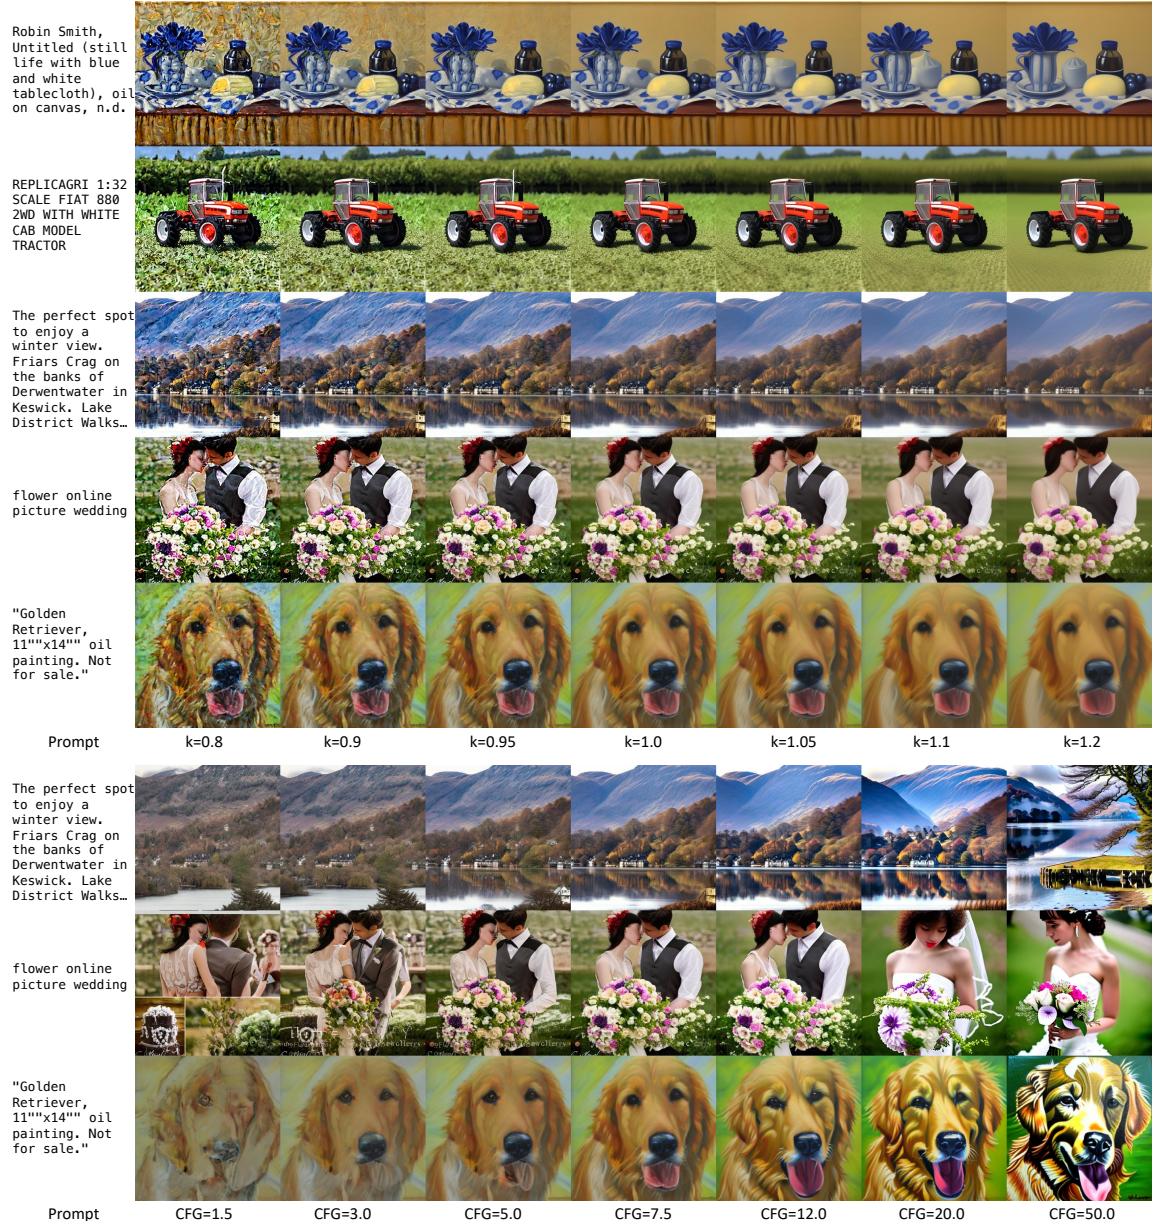 Robin Smith,
Untitled (still
life with blue
and white
tablecloth), oil
on canvas, n.d.
REPLICAGRI 1:32
SCALE FIAT 880
2WD WITH WHITE
CAB MODEL
TRACTOR
The perfect spot
to enjoy a
winter view.
Friars Crag on
the banks of
Derwentwater in
Keswick. Lake
District Walks…
flower online
picture wedding
"Golden
Retriever,
11""x14"" oil
painting. Not
for sale."
Prompt k=0.8 k=0.9 k=0.95 k=1.0 k=1.05 k=1.1 k=1.2
The perfect spot
to enjoy a
winter view.
Friars Crag on
the banks of
Derwentwater in
Keswick. Lake
District Walks…
flower online
picture wedding
"Golden
Retriever,
11""x14"" oil
painting. Not
for sale."
Prompt CFG=1.5 CFG=3.0 CFG=5.0 CFG=7.5 CFG=12.0 CFG=20.0 CFG=50.0